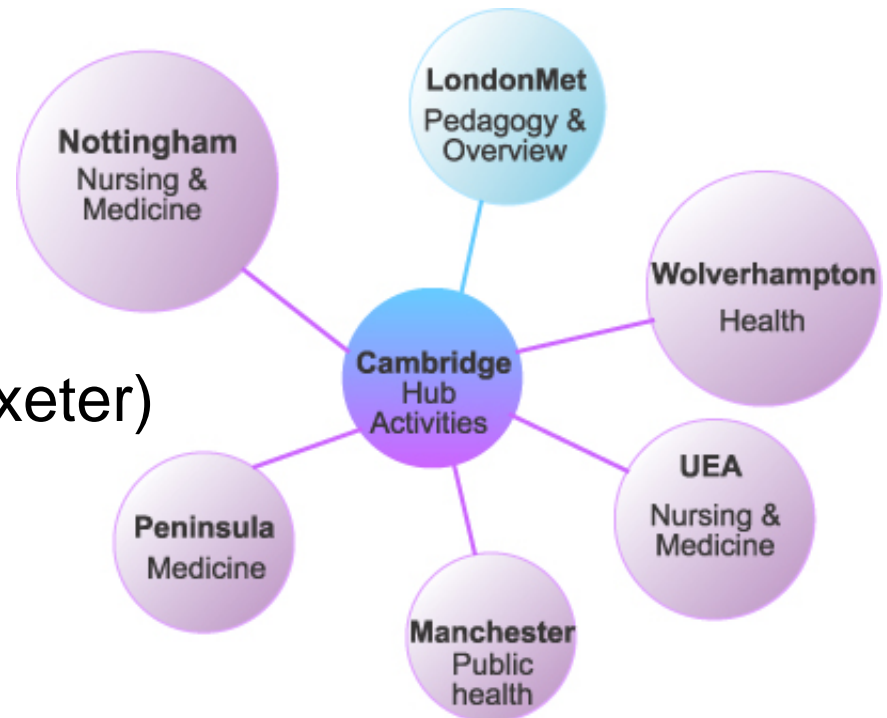 LondonMet
Pedagogy &
Overview
Nottingham
Nursing &
Medicine
Wolverhampton
Health
Cambridge
Hub
Activities
xeter)
UEA
Nursing &
Medicine
Peninsula
Medicine
Manchester
Public
health